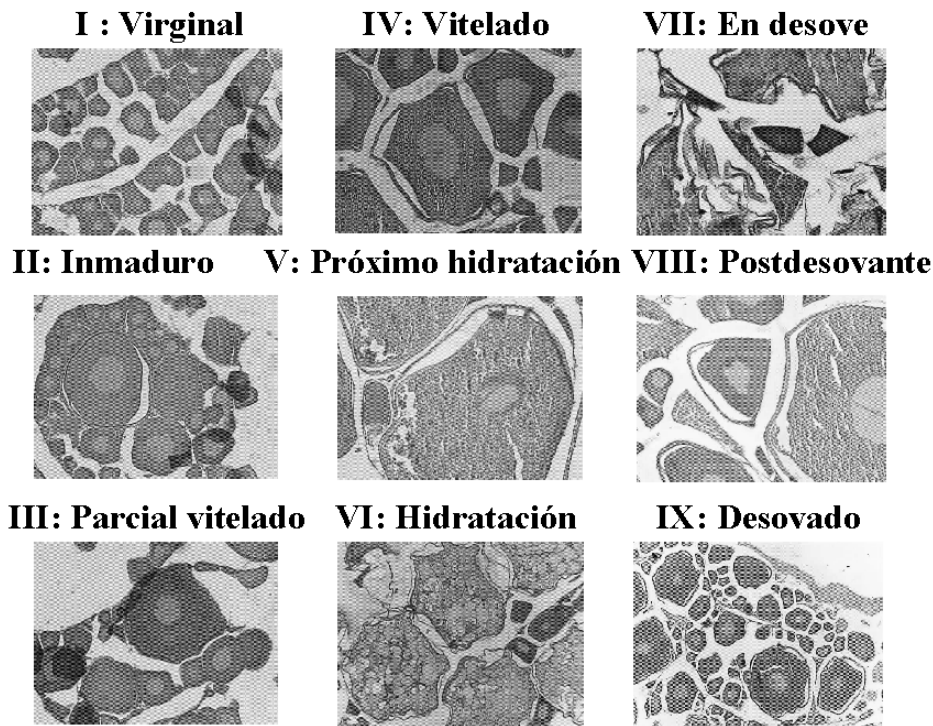 I : Virginal
IV: Vitelado
VII: En desove
II: Inmaduro
V: Próximo hidratación
VIII: Postdesovante
III: Parcial vitelado
VI: Hidratación
IX: Desovado